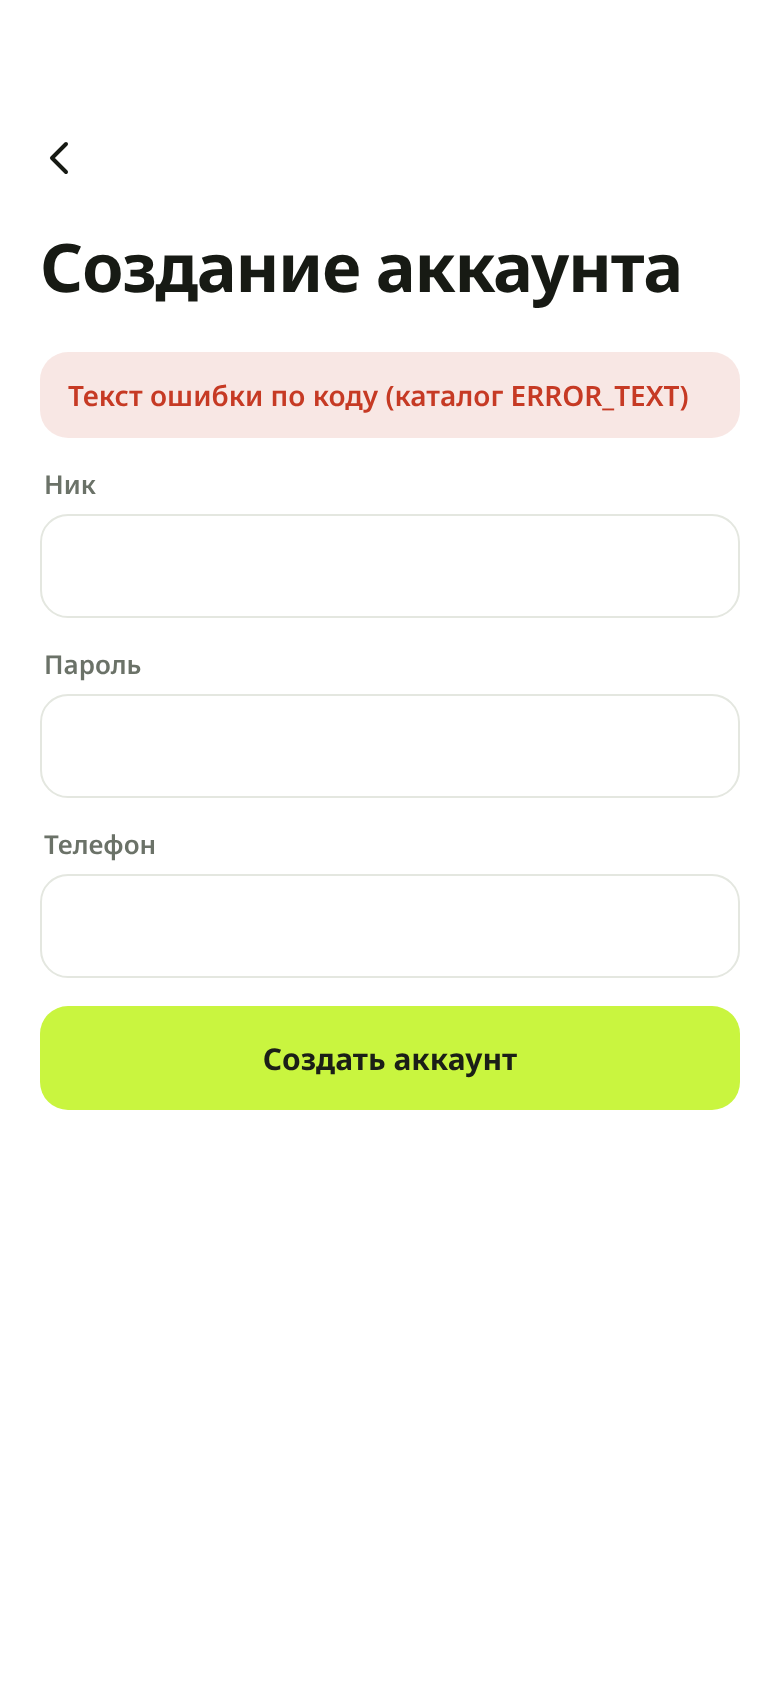 Создание аккаунта
Текст ошибки по коду (каталог ERROR_TEXT)
Ник
Пароль
Телефон
Создать аккаунт